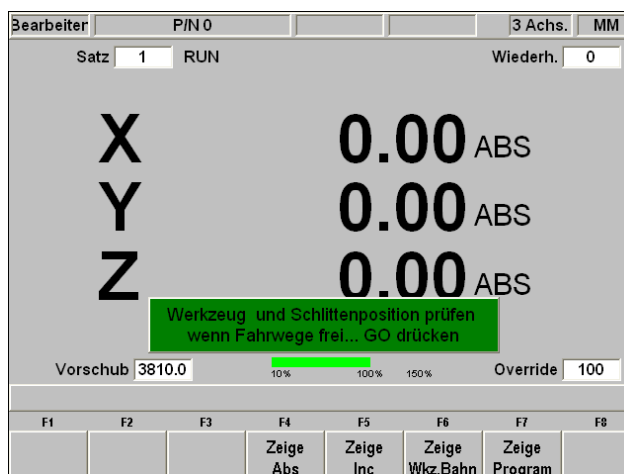 Bearbeiten P/N 0 3 Achs. MM
Satz 1 RUN Wiederh. 0
X 0.00 ABS
Y 0.00 ABS
Z 0.00 ABS
Werkzeug und Schlittenposition prüfen
wenn Fahrwege frei... GO drücken
Vorschub 3810.0 10% 100% 150% Override 100
F1 F2 F3 F4 F5 F6 F7 F8
Zeige Zeige Zeige Zeige
Abs Inc Wkz.Bahn Program